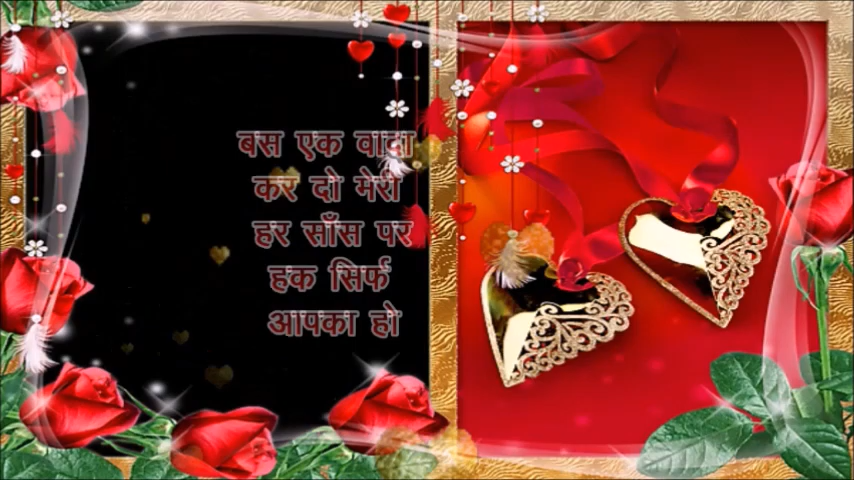 बस एक वादा
कर दो मेरी
हर साँस पर
हक सिर्फ
आपका हो